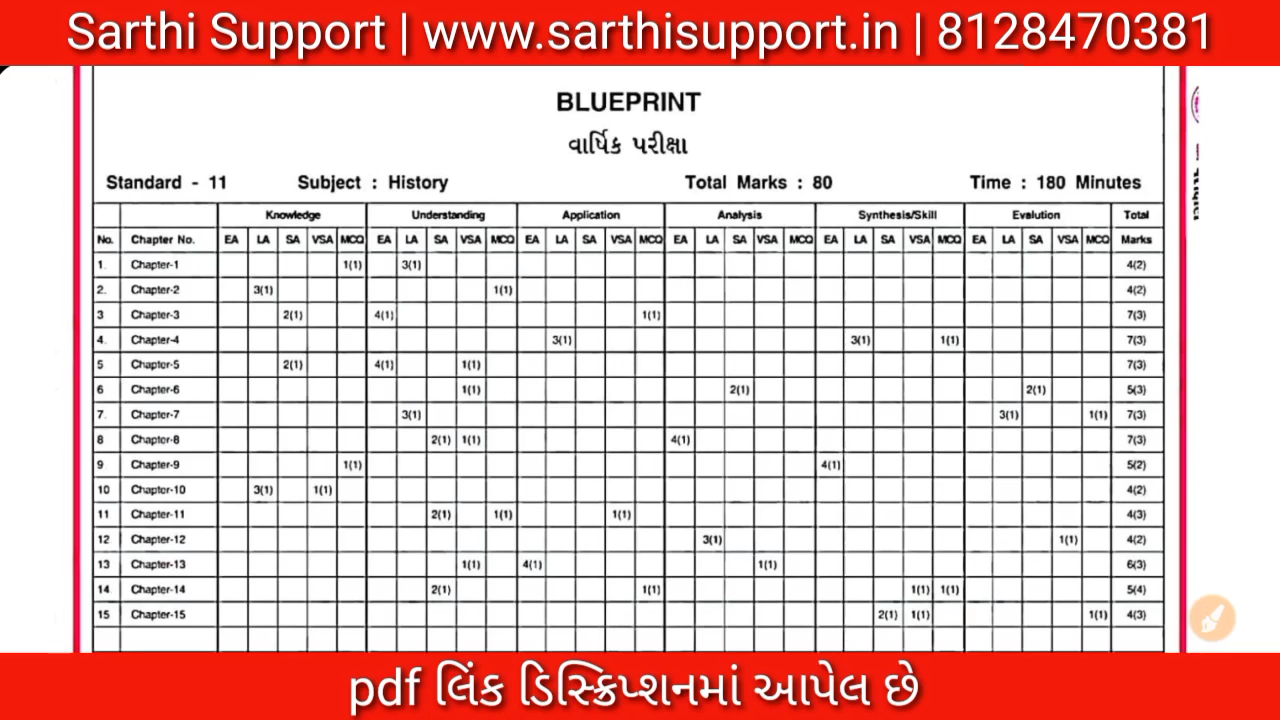 Sarthi Support | www.sarthisupport.in | 8128470381
BLUEPRINT
વાર્ષિક પરીક્ષા
Standard - 11 Subject : History Total Marks : 80 Time : 180 Minutes
Knowledge Understanding Application Analysis Synthesis/Skill Evalution Total
No. Chapter No. EA LA SA VSA MCQ EA LA SA VSA MCQ EA LA SA VSA MCQ EA LA SA VSA MCQ EA LA SA VSA MCQ EA LA SA VSA MCQ Marks
1. Chapter-1 1(1) 3(1) 4(2)
2. Chapter-2 3(1) 1(1) 4(2)
3 Chapter-3 2(1) 4(1) 1(1) 7(3)
4. Chapter-4 3(1) 3(1) 1(1) 7(3)
5 Chapter-5 2(1) 4(1) 1(1) 7(3)
6 Chapter-6 1(1) 2(1) 2(1) 5(3)
7. Chapter-7 3(1) 3(1) 1(1) 7(3)
8 Chapter-8 2(1) 1(1) 4(1) 7(3)
9 Chapter-9 1(1) 4(1) 5(2)
10 Chapter-10 3(1) 1(1) 4(2)
11 Chapter-11 2(1) 1(1) 1(1) 4(3)
12 Chapter-12 3(1) 1(1) 4(2)
13 Chapter-13 1(1) 4(1) 1(1) 6(3)
14 Chapter-14 2(1) 1(1) 1(1) 1(1) 5(4)
15 Chapter-15 2(1) 1(1) 1(1) 4(3)
pdf લિંક ડિસ્ક્રિપ્શનમાં આપેલ છે